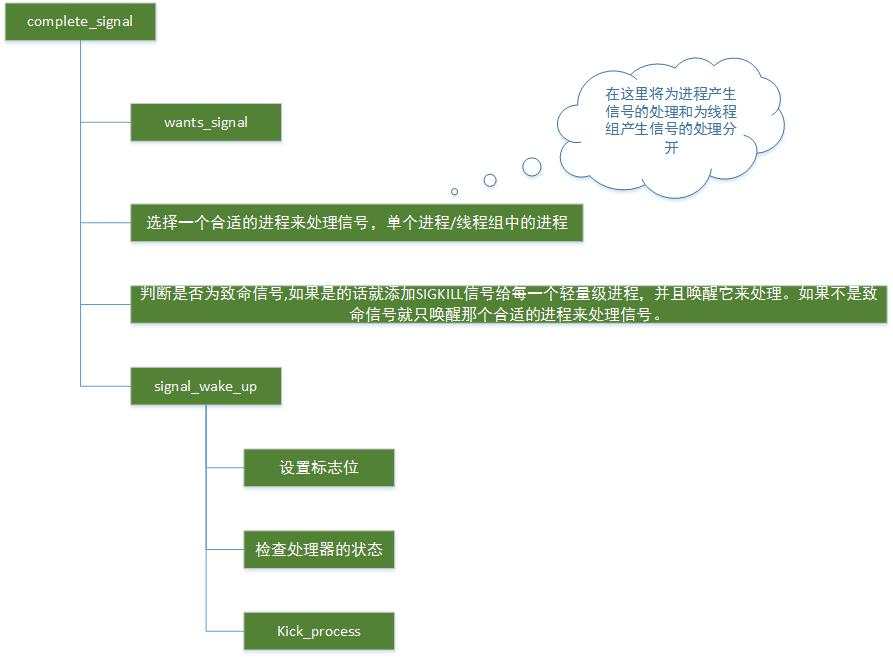 complete_signal
在这里将为进程产生
信号的处理和为线程
组产生信号的处理分
开
wants_signal
选择一个合适的进程来处理信号，单个进程/线程组中的进程
判断是否为致命信号,如果是的话就添加SIGKILL信号给每一个轻量级进程，并且唤醒它来处理。如果不是致
命信号就只唤醒那个合适的进程来处理信号。
signal_wake_up
设置标志位
检查处理器的状态
Kick_process